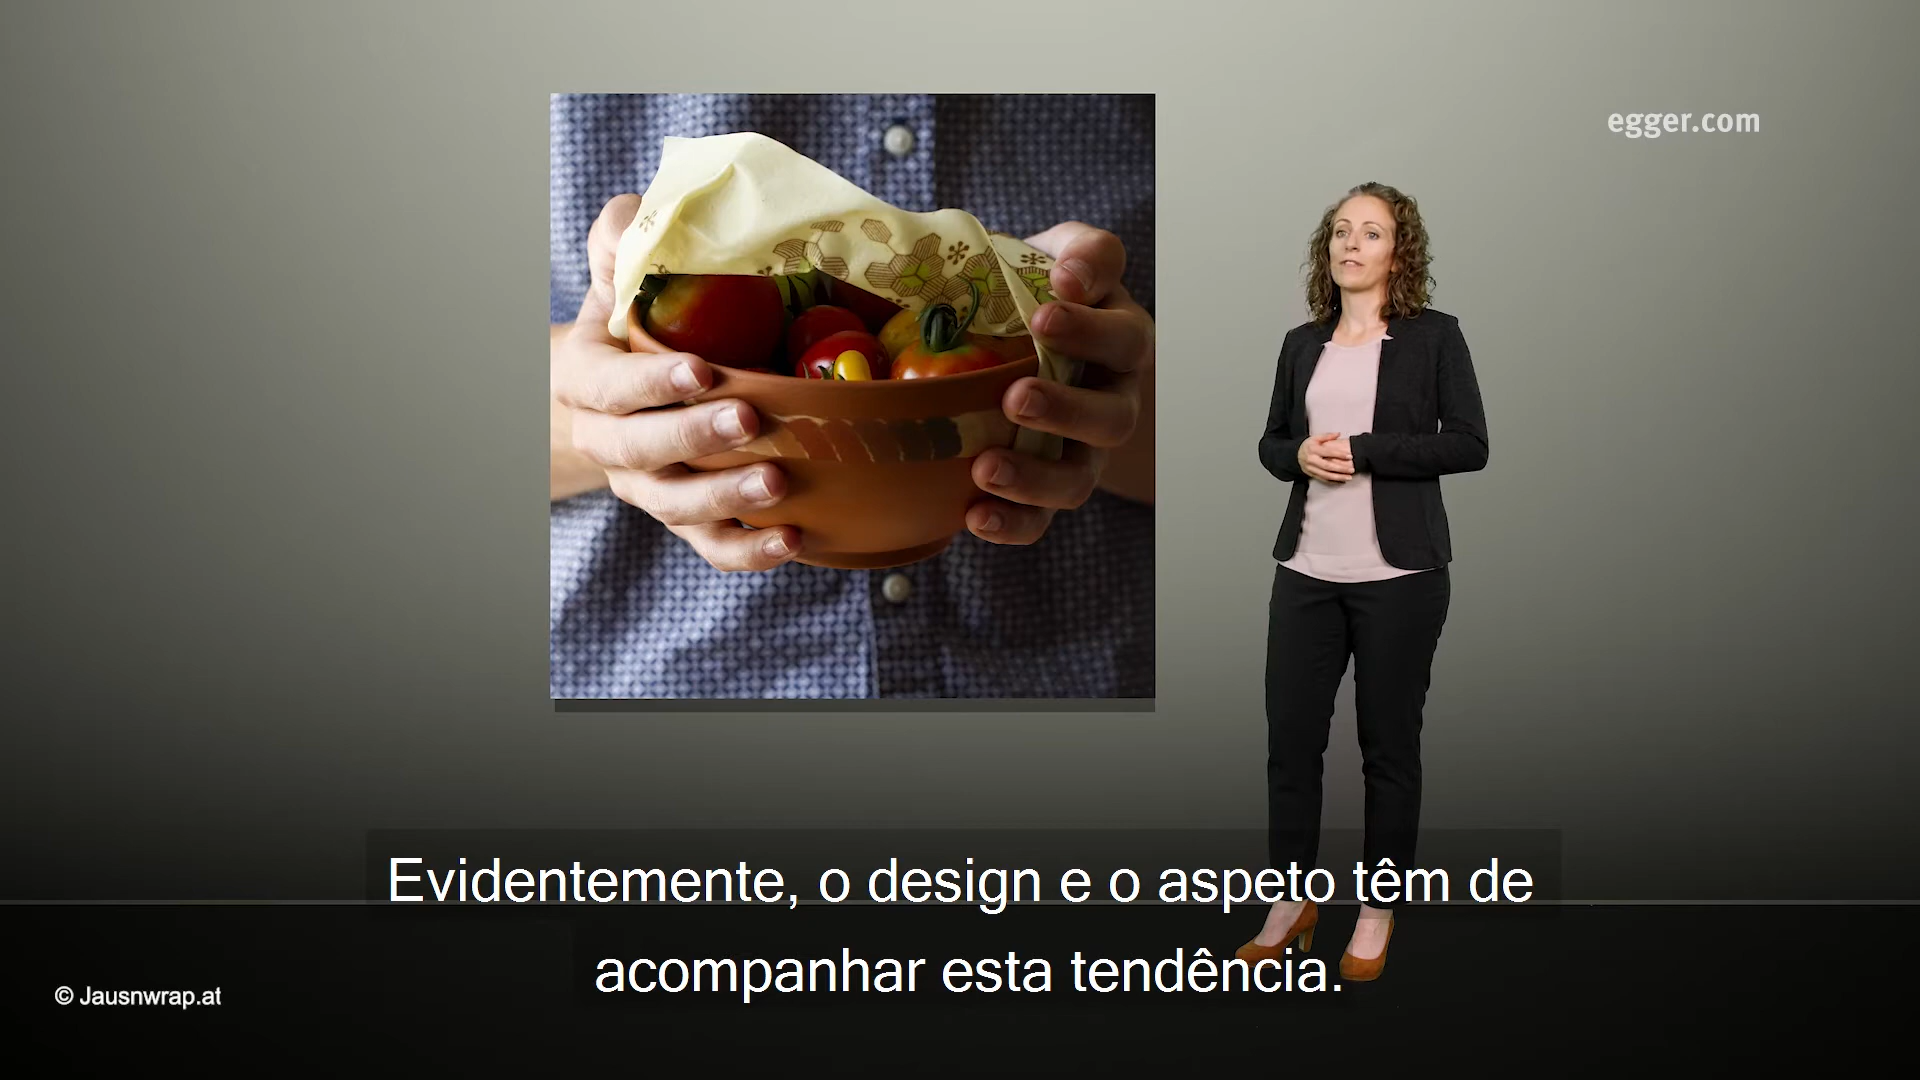 egger.com
Evidentemente, o design e o aspeto têm de
acompanhar esta tendência.
© Jausnwrap.at